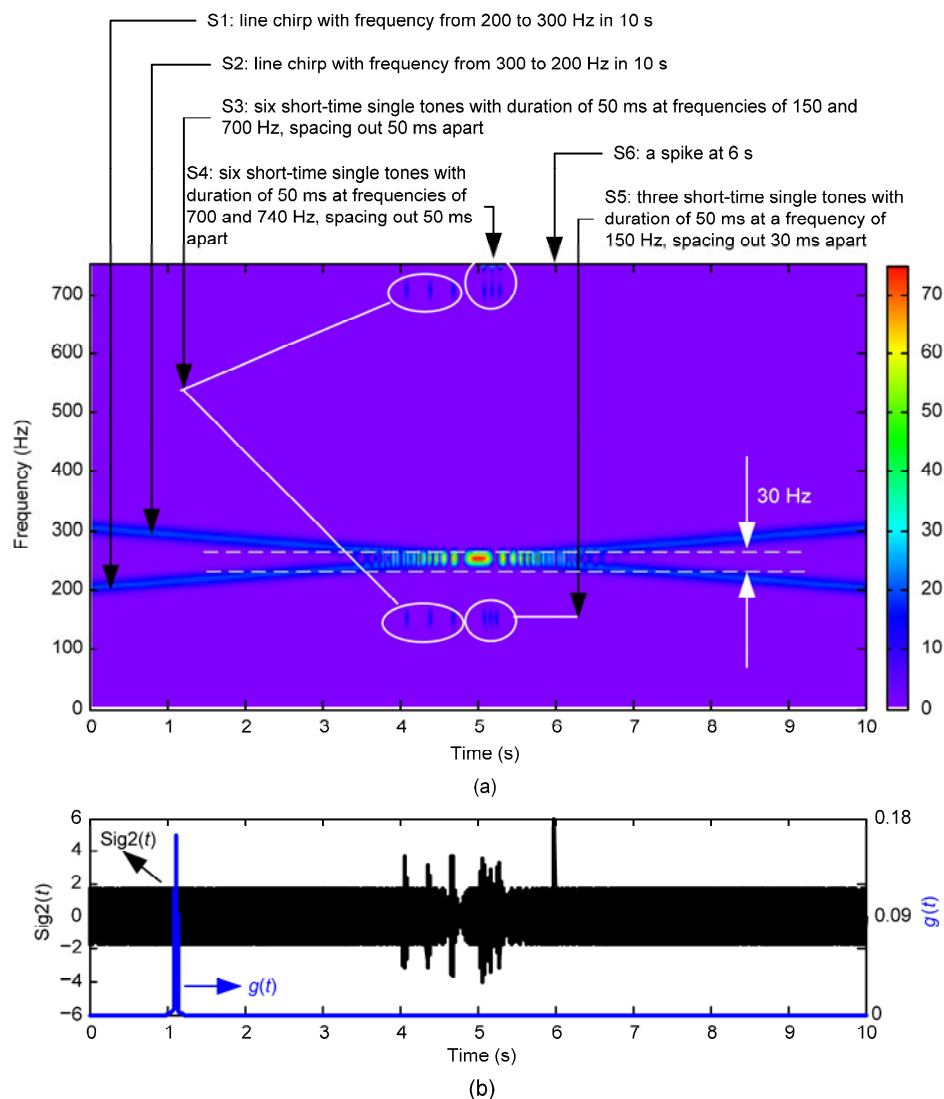 S1: line chirp with frequency from 200 to 300 Hz in 10 s
S2: line chirp with frequency from 300 to 200 Hz in 10 s
S3: six short-time single tones with duration of 50 ms at frequencies of 150 and
700 Hz, spacing out 50 ms apart
S6: a spike at 6 s
S4: six short-time single tones with
duration of 50 ms at frequencies of
700 and 740 Hz, spacing out 50 ms
apart
S5: three short-time single tones with
duration of 50 ms at a frequency of
150 Hz, spacing out 30 ms apart
700
600
500
400
300
200
100
0
Frequency (Hz)
30 Hz
70
60
50
40
30
20
10
0
0 1 2 3 4 5 6 7 8 9 10
Time (s)
(a)
6
4
2
0
−2
−4
−6
Sig2(t)
Sig2(t)
g(t)
0.18
0.09
0
g(t)
0 1 2 3 4 5 6 7 8 9 10
Time (s)
(b)